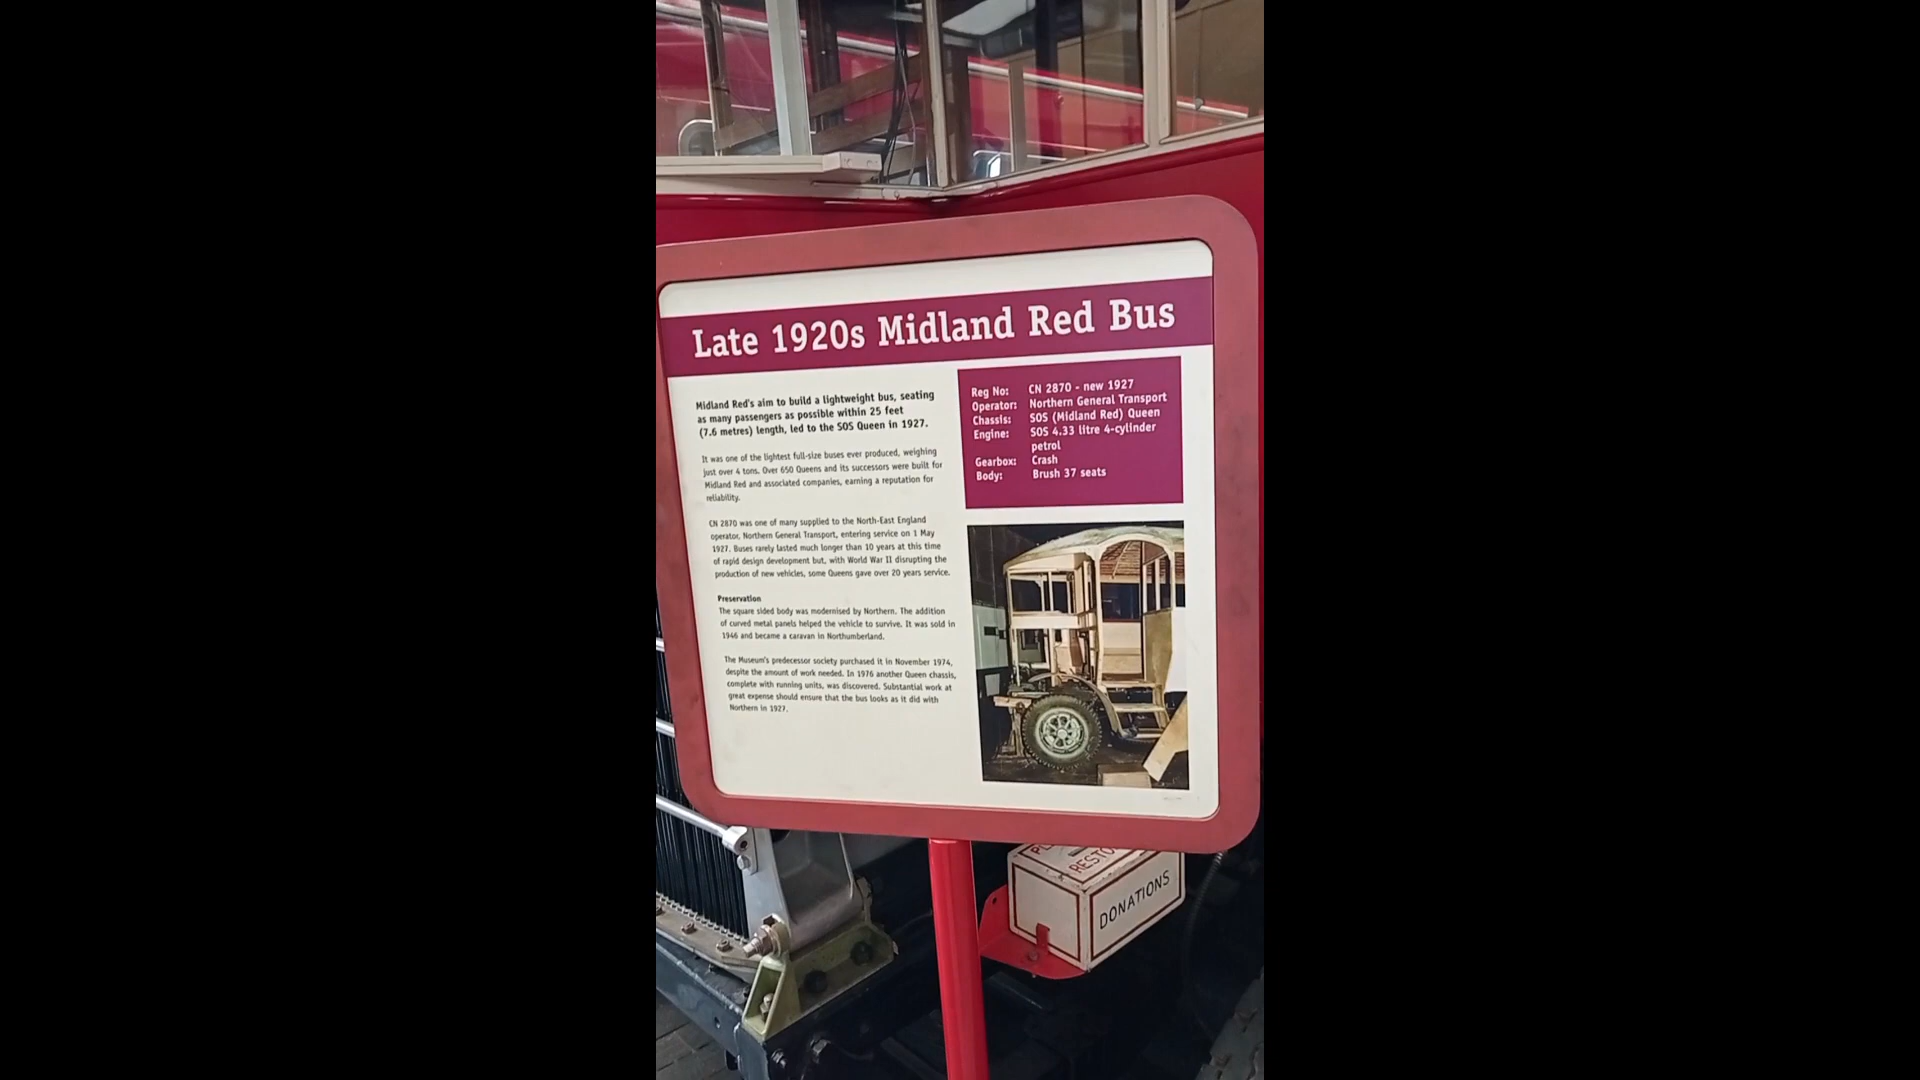 Late 1920s Midland Red Bus
Midland Red's aim to build a lightweight bus, seating
as many passengers as possible within 25 feet
(7.6 metres) length, led to the SOS Queen in 1927.
It was one of the lightest full-size buses ever produced, weighing
just over 4 tons. Over 650 Queens and its successors were built for
Midland Red and associated companies, earning a reputation for
reliability.
CN 2870 was one of many supplied to the North-East England
operator, Northern General Transport, entering service on 1 May
1927. Buses rarely lasted much longer than 10 years at this time
of rapid design development but, with World War II disrupting the
production of new vehicles, some Queens gave over 20 years service.
Preservation
The square sided body was modernised by Northern. The addition
of curved metal panels helped the vehicle to survive. It was sold in
1946 and became a caravan in Northumberland.
The Museum's predecessor society purchased it in November 1974,
despite the amount of work needed. In 1976 another Queen chassis,
complete with running units, was discovered. Substantial work at
great expense should ensure that the bus looks as it did with
Northern in 1927.
Reg No: CN 2870 - new 1927
Operator: Northern General Transport
Chassis: SOS (Midland Red) Queen
Engine: SOS 4.33 litre 4-cylinder
petrol
Gearbox: Crash
Body: Brush 37 seats
DONATIONS